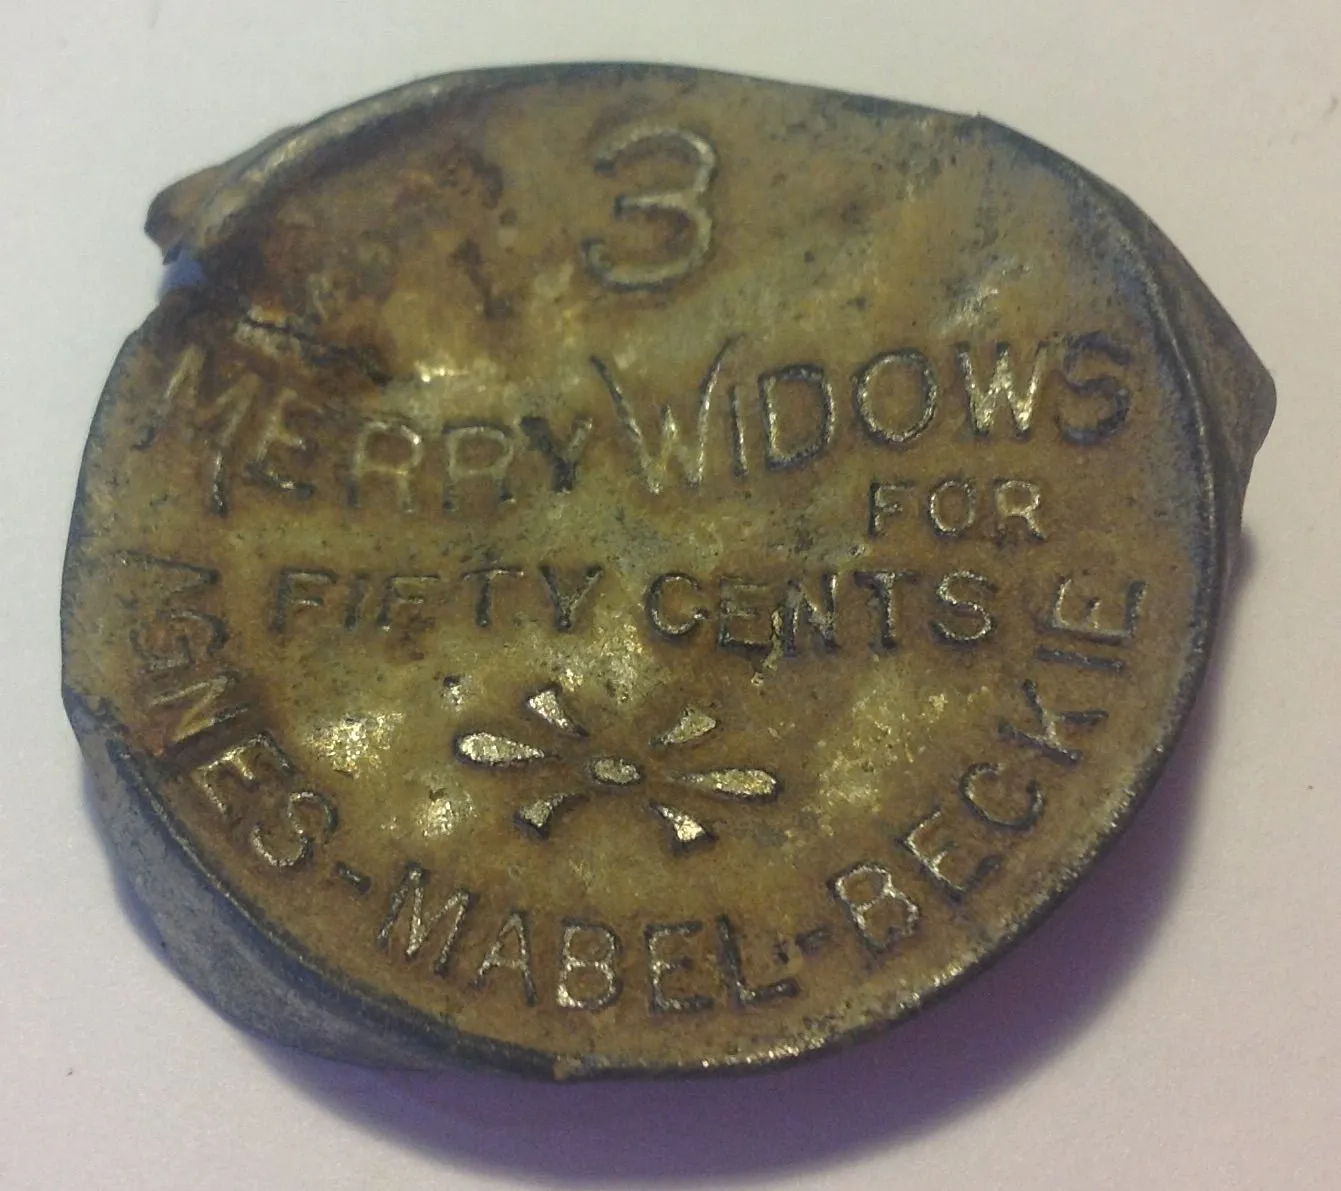 3
MERRY WIDOWS
FOR
FIFTY CENTS
AGNES-MABEL-BECKIE